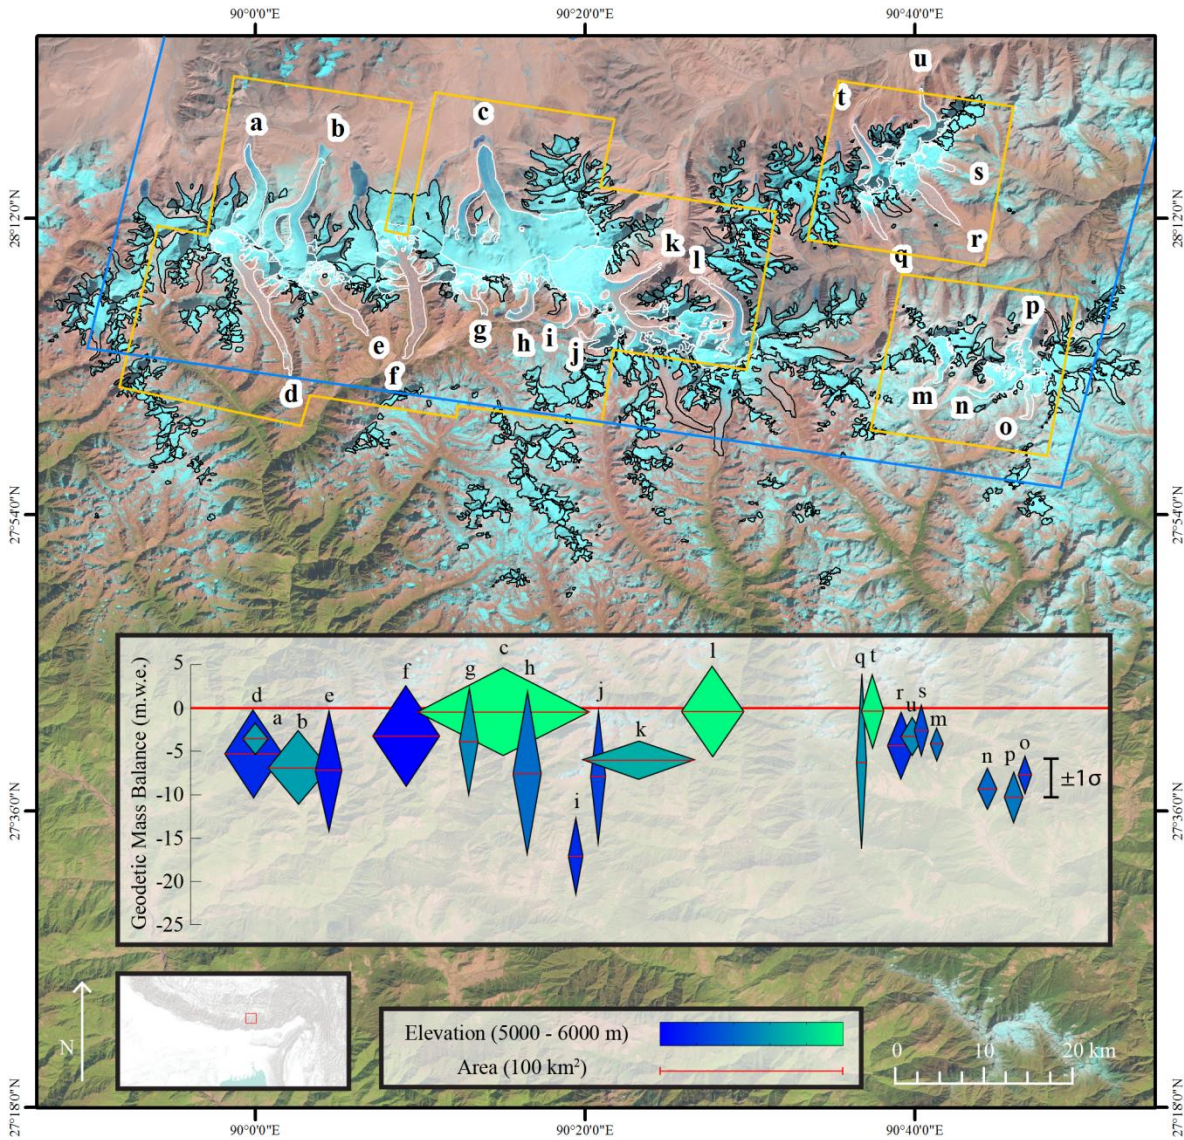 90°0'0"E 90°20'0"E 90°40'0"E
28°12'0"N 28°12'0"N
27°54'0"N 27°54'0"N
27°36'0"N 27°36'0"N
27°18'0"N 27°18'0"N
u
t
c
a b
s
r
k
q
l
p
g
h i
j
e
f
d
m
n
o
Geodetic Mass Balance (m.w.e.)
5
0
-5
-10
-15
-20
-25
d a b e f g c h i j k l q t r u s m n p o
±1σ
N
Elevation (5000 - 6000 m)
Area (100 km²)
0 10 20 km
90°0'0"E 90°20'0"E 90°40'0"E